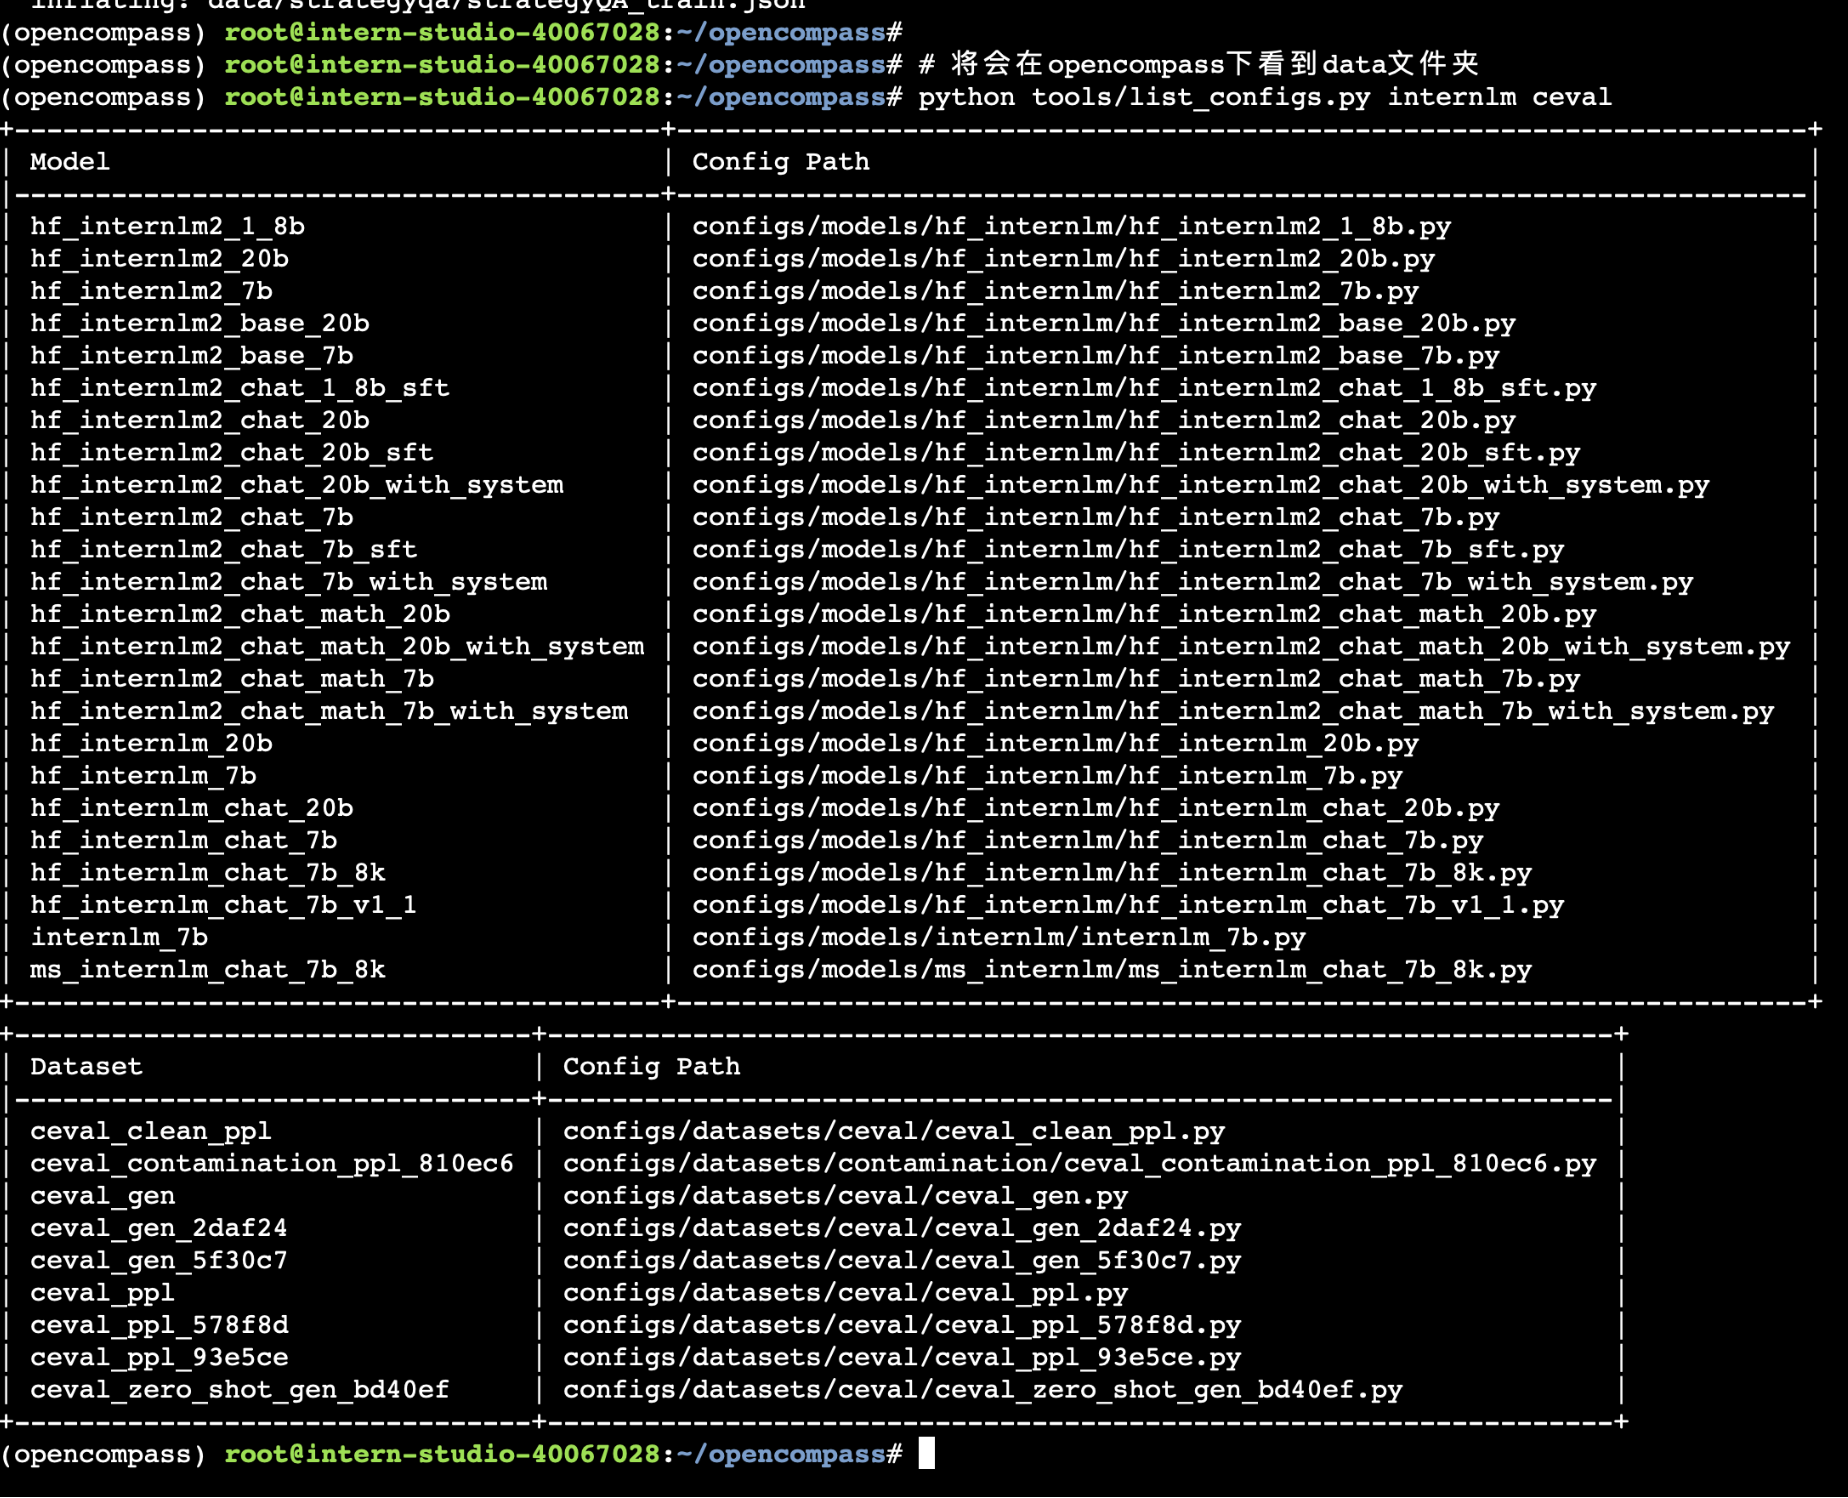 inflating: data/strategyqa/strategyQA_train.json
(opencompass) root@intern-studio-40067028:~/opencompass#
(opencompass) root@intern-studio-40067028:~/opencompass# # 将会在opencompass下看到data文件夹
(opencompass) root@intern-studio-40067028:~/opencompass# python tools/list_configs.py internlm ceval
+----------------------------------------+----------------------------------------------------------------------+
| Model | Config Path |
|----------------------------------------+----------------------------------------------------------------------|
| hf_internlm2_1_8b | configs/models/hf_internlm/hf_internlm2_1_8b.py |
| hf_internlm2_20b | configs/models/hf_internlm/hf_internlm2_20b.py |
| hf_internlm2_7b | configs/models/hf_internlm/hf_internlm2_7b.py |
| hf_internlm2_base_20b | configs/models/hf_internlm/hf_internlm2_base_20b.py |
| hf_internlm2_base_7b | configs/models/hf_internlm/hf_internlm2_base_7b.py |
| hf_internlm2_chat_1_8b_sft | configs/models/hf_internlm/hf_internlm2_chat_1_8b_sft.py |
| hf_internlm2_chat_20b | configs/models/hf_internlm/hf_internlm2_chat_20b.py |
| hf_internlm2_chat_20b_sft | configs/models/hf_internlm/hf_internlm2_chat_20b_sft.py |
| hf_internlm2_chat_20b_with_system | configs/models/hf_internlm/hf_internlm2_chat_20b_with_system.py |
| hf_internlm2_chat_7b | configs/models/hf_internlm/hf_internlm2_chat_7b.py |
| hf_internlm2_chat_7b_sft | configs/models/hf_internlm/hf_internlm2_chat_7b_sft.py |
| hf_internlm2_chat_7b_with_system | configs/models/hf_internlm/hf_internlm2_chat_7b_with_system.py |
| hf_internlm2_chat_math_20b | configs/models/hf_internlm/hf_internlm2_chat_math_20b.py |
| hf_internlm2_chat_math_20b_with_system | configs/models/hf_internlm/hf_internlm2_chat_math_20b_with_system.py |
| hf_internlm2_chat_math_7b | configs/models/hf_internlm/hf_internlm2_chat_math_7b.py |
| hf_internlm2_chat_math_7b_with_system | configs/models/hf_internlm/hf_internlm2_chat_math_7b_with_system.py |
| hf_internlm_20b | configs/models/hf_internlm/hf_internlm_20b.py |
| hf_internlm_7b | configs/models/hf_internlm/hf_internlm_7b.py |
| hf_internlm_chat_20b | configs/models/hf_internlm/hf_internlm_chat_20b.py |
| hf_internlm_chat_7b | configs/models/hf_internlm/hf_internlm_chat_7b.py |
| hf_internlm_chat_7b_8k | configs/models/hf_internlm/hf_internlm_chat_7b_8k.py |
| hf_internlm_chat_7b_v1_1 | configs/models/hf_internlm/hf_internlm_chat_7b_v1_1.py |
| internlm_7b | configs/models/internlm/internlm_7b.py |
| ms_internlm_chat_7b_8k | configs/models/ms_internlm/ms_internlm_chat_7b_8k.py |
+----------------------------------------+----------------------------------------------------------------------+
+--------------------------------+------------------------------------------------------------------+
| Dataset | Config Path |
|--------------------------------+------------------------------------------------------------------|
| ceval_clean_ppl | configs/datasets/ceval/ceval_clean_ppl.py |
| ceval_contamination_ppl_810ec6 | configs/datasets/contamination/ceval_contamination_ppl_810ec6.py |
| ceval_gen | configs/datasets/ceval/ceval_gen.py |
| ceval_gen_2daf24 | configs/datasets/ceval/ceval_gen_2daf24.py |
| ceval_gen_5f30c7 | configs/datasets/ceval/ceval_gen_5f30c7.py |
| ceval_ppl | configs/datasets/ceval/ceval_ppl.py |
| ceval_ppl_578f8d | configs/datasets/ceval/ceval_ppl_578f8d.py |
| ceval_ppl_93e5ce | configs/datasets/ceval/ceval_ppl_93e5ce.py |
| ceval_zero_shot_gen_bd40ef | configs/datasets/ceval/ceval_zero_shot_gen_bd40ef.py |
+--------------------------------+------------------------------------------------------------------+
(opencompass) root@intern-studio-40067028:~/opencompass#